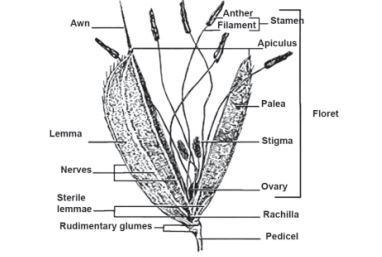 Anther
Filament
Stamen
Awn
Apiculus
Palea
Floret
Lemma
Stigma
Nerves
Ovary
Sterile
lemmae
Rachilla
Rudimentary glumes
Pedicel